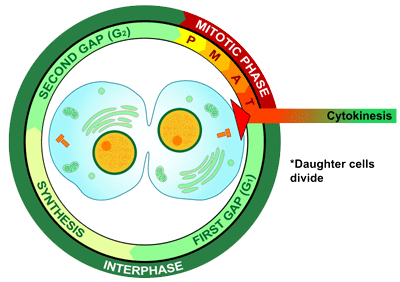 SECOND GAP (G₂)
MITOTIC PHASE
P M A T
Cytokinesis
*Daughter cells
divide
FIRST GAP (G₁)
SYNTHESIS
INTERPHASE